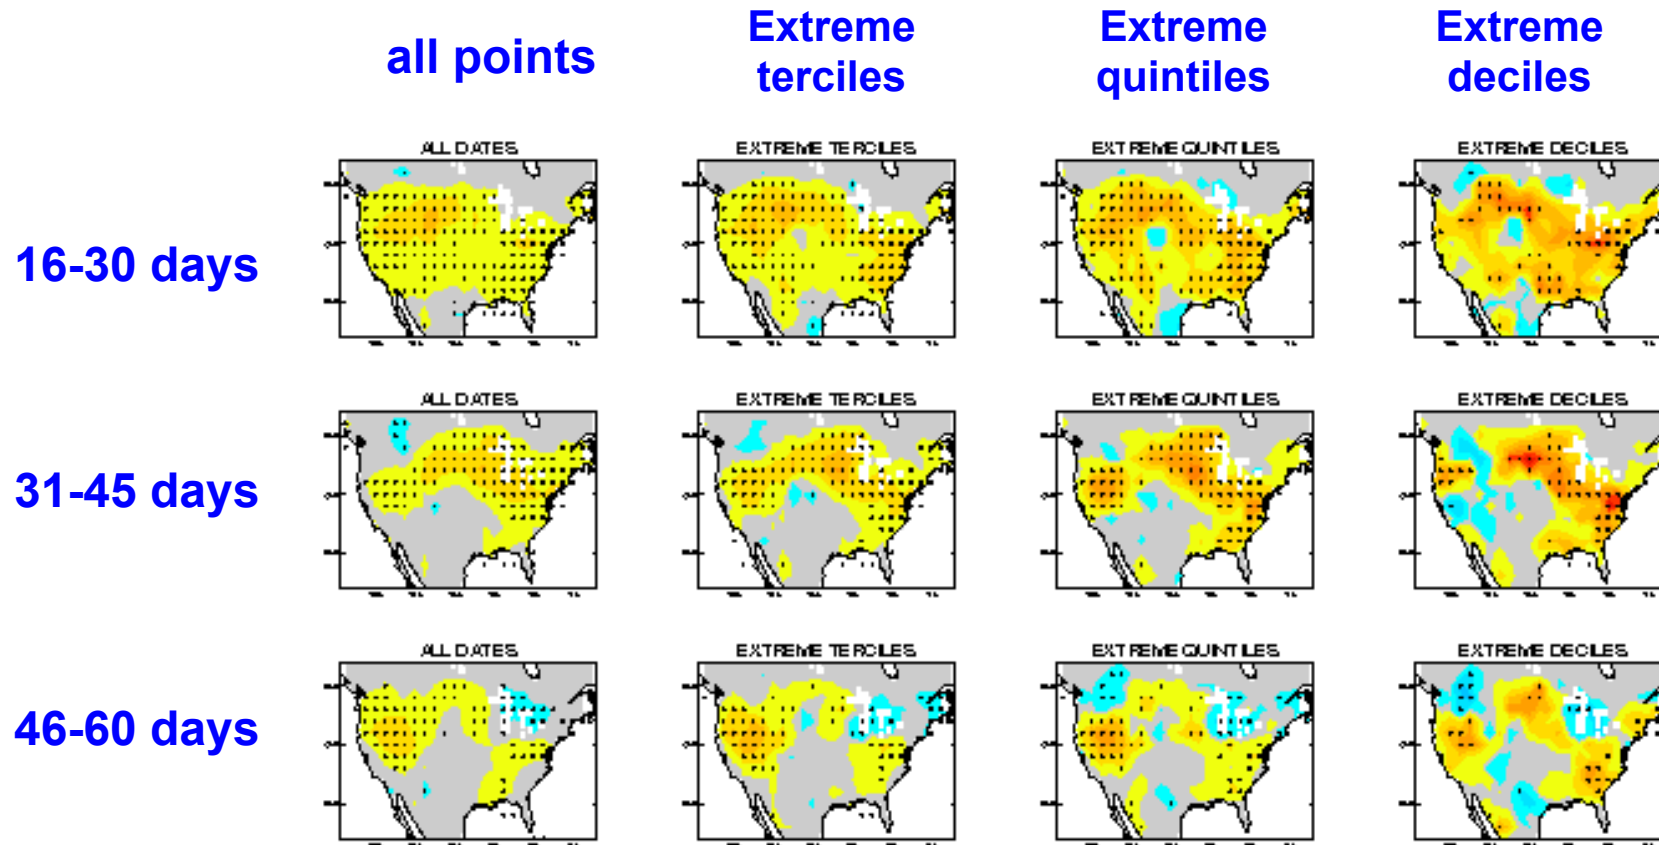 all points
Extreme
terciles
Extreme
quintiles
Extreme
deciles
16-30 days
ALL DATES
EXTREME TERCILES
EXTREME QUINTILES
EXTREME DECILES
31-45 days
ALL DATES
EXTREME TERCILES
EXTREME QUINTILES
EXTREME DECILES
46-60 days
ALL DATES
EXTREME TERCILES
EXTREME QUINTILES
EXTREME DECILES